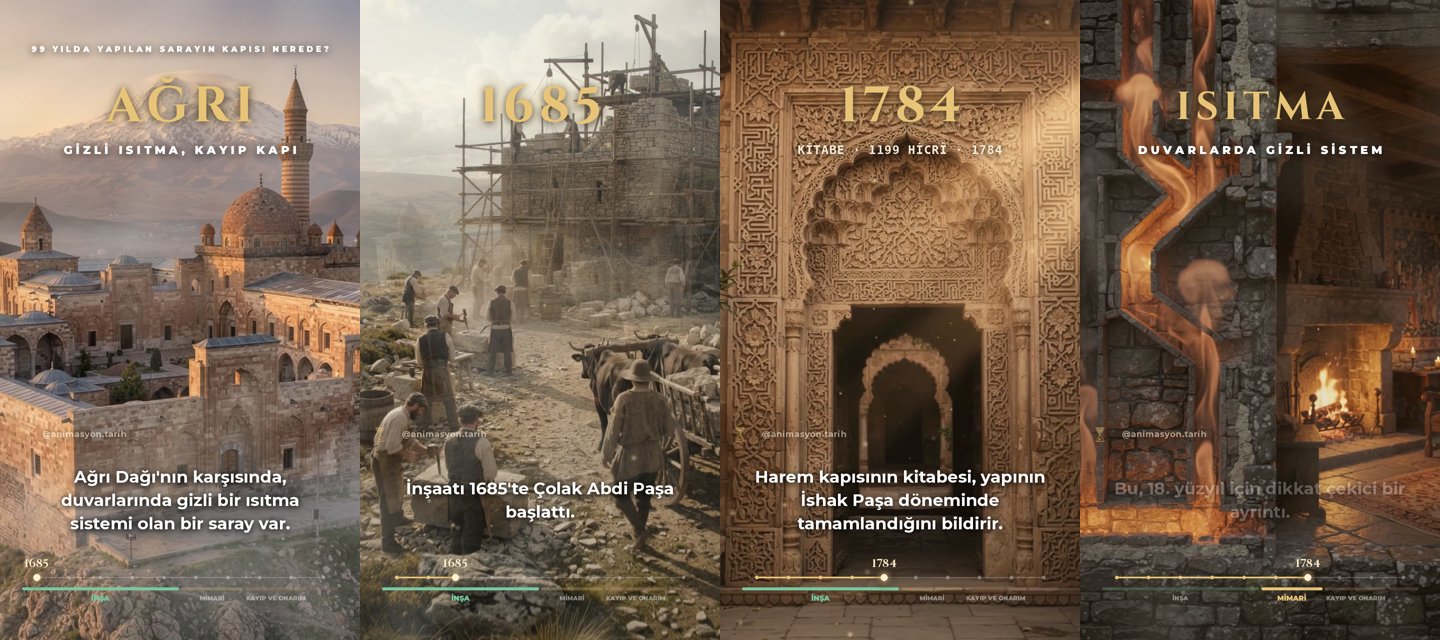 99 YILDA YAPILAN SARAYIN KAPISI NEREDE?
AĞRI
GİZLİ ISITMA, KAYIP KAPI
@animasyon.tarih
Ağrı Dağı'nın karşısında,
duvarlarında gizli bir ısıtma
sistemi olan bir saray var.
1685
İNŞA
MİMARİ
KAYIP VE ONARIM
1685
@animasyon.tarih
İnşaatı 1685'te Çolak Abdi Paşa
başlattı.
1685
İNŞA
MİMARİ
KAYIP VE ONARIM
1784
KİTABE · 1199 HİCRİ · 1784
@animasyon.tarih
Harem kapısının kitabesi, yapının
İshak Paşa döneminde
tamamlandığını bildirir.
1784
İNŞA
MİMARİ
KAYIP VE ONARIM
ISITMA
DUVARLARDA GİZLİ SİSTEM
@animasyon.tarih
Bu, 18. yüzyıl için dikkat çekici bir
ayrıntı.
1784
İNŞA
MİMARİ
KAYIP VE ONARIM